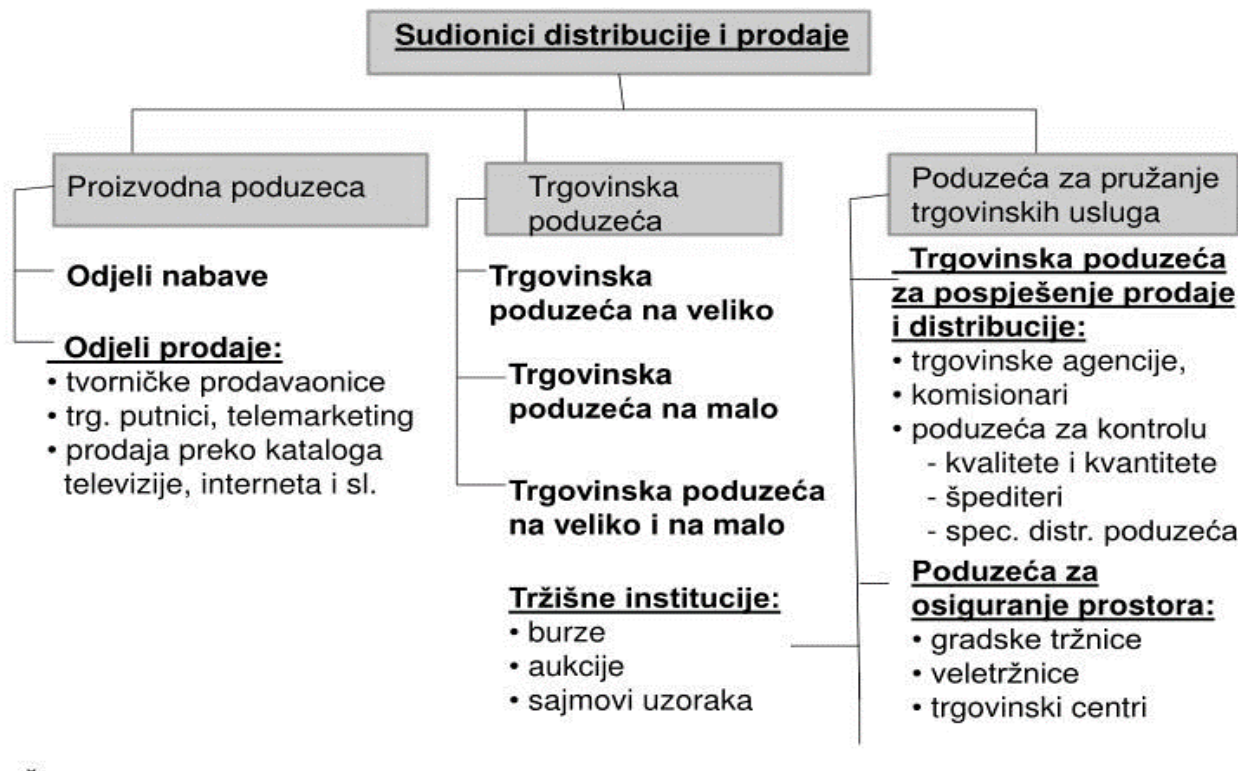 Sudionici distribucije i prodaje
Proizvodna poduzeca
Odjeli nabave
Odjeli prodaje:
• tvorničke prodavaonice
• trg. putnici, telemarketing
• prodaja preko kataloga
televizije, interneta i sl.
Trgovinska
poduzeća
Trgovinska
poduzeća na veliko
Trgovinska
poduzeća na malo
Trgovinska poduzeća
na veliko i na malo
Tržišne institucije:
• burze
• aukcije
• sajmovi uzoraka
Poduzeća za pružanje
trgovinskih usluga
Trgovinska poduzeća
za pospješenje prodaje
i distribucije:
• trgovinske agencije,
• komisionari
• poduzeća za kontrolu
- kvalitete i kvantitete
- špediteri
- spec. distr. poduzeća
Poduzeća za
osiguranje prostora:
• gradske tržnice
• veletržnice
• trgovinski centri